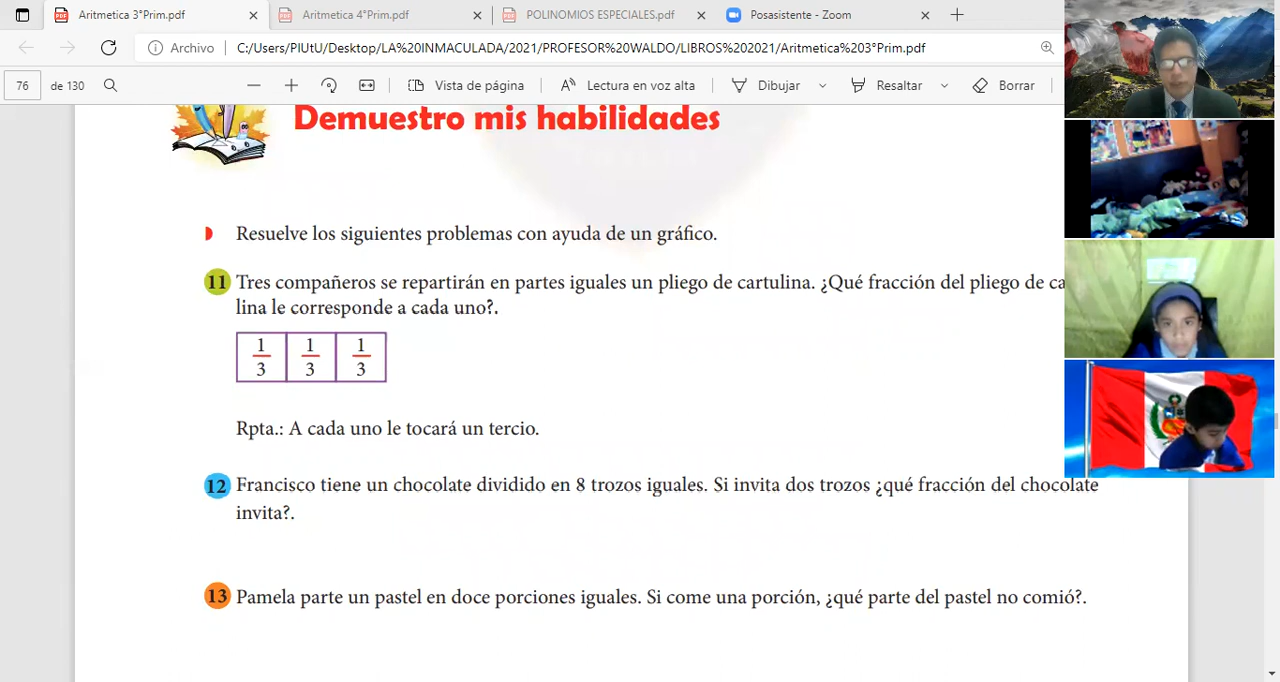 Aritmetica 3°Prim.pdf
Aritmetica 4°Prim.pdf
POLINOMIOS ESPECIALES.pdf
Posasistente - Zoom
Archivo
C:/Users/PIUtU/Desktop/LA%20INMACULADA/2021/PROFESOR%20WALDO/LIBROS%202021/Aritmetica%203°Prim.pdf
76 de 130
Vista de página
Lectura en voz alta
Dibujar
Resaltar
Borrar
Demuestro mis habilidades
Resuelve los siguientes problemas con ayuda de un gráfico.
11 Tres compañeros se repartirán en partes iguales un pliego de cartulina. ¿Qué fracción del pliego de ca
lina le corresponde a cada uno?.
1 1 1
3 3 3
Rpta.: A cada uno le tocará un tercio.
12 Francisco tiene un chocolate dividido en 8 trozos iguales. Si invita dos trozos ¿qué fracción del chocolate
invita?.
13 Pamela parte un pastel en doce porciones iguales. Si come una porción, ¿qué parte del pastel no comió?.